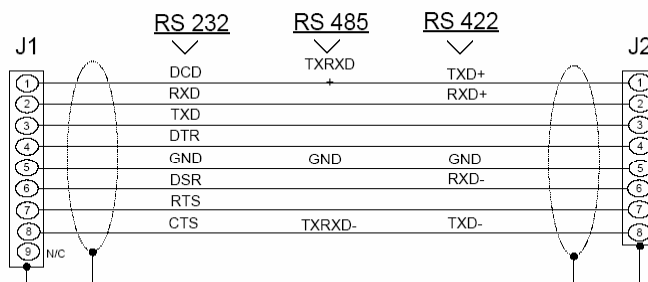 RS 232 RS 485 RS 422
J1 J2
DCD TXRXD + TXD+
RXD RXD+
TXD
DTR
GND GND GND
DSR RXD-
RTS
CTS TXRXD- TXD-
1 1
2 2
3 3
4 4
5 5
6 6
7 7
8 8
9 N/C